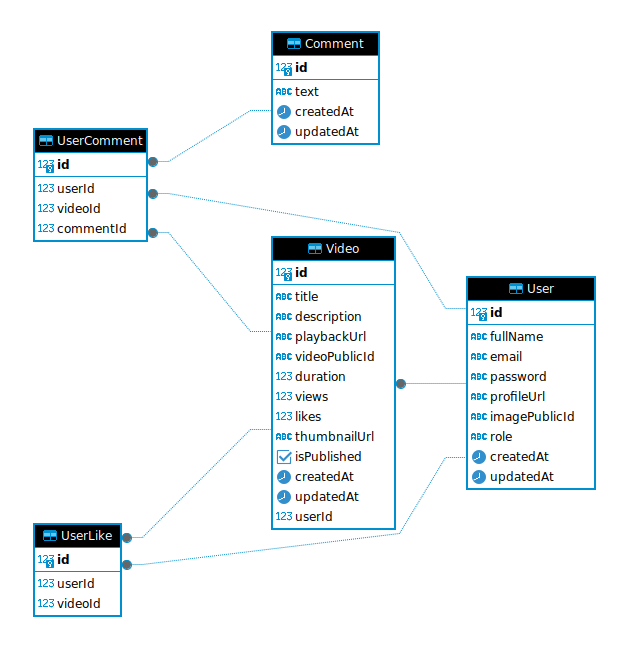 Comment
123 id
ABC text
createdAt
updatedAt
UserComment
123 id
123 userId
123 videoId
123 commentId
Video
123 id
ABC title
ABC description
ABC playbackUrl
ABC videoPublicId
123 duration
123 views
123 likes
ABC thumbnailUrl
isPublished
createdAt
updatedAt
123 userId
User
123 id
ABC fullName
ABC email
ABC password
ABC profileUrl
ABC imagePublicId
ABC role
createdAt
updatedAt
UserLike
123 id
123 userId
123 videoId